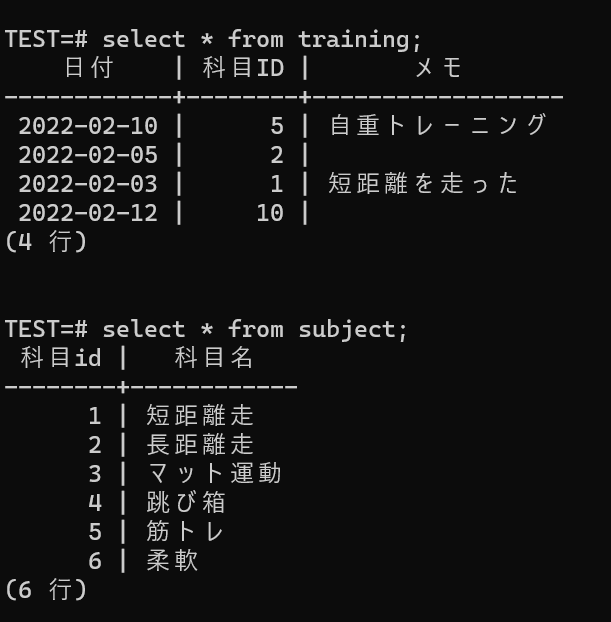 TEST=# select * from training;
    日付    | 科目ID |       メモ
------------+--------+------------------
 2022-02-10 |      5 | 自重トレーニング
 2022-02-05 |      2 |
 2022-02-03 |      1 | 短距離を走った
 2022-02-12 |     10 |
(4 行)
TEST=# select * from subject;
 科目id |   科目名
--------+------------
      1 | 短距離走
      2 | 長距離走
      3 | マット運動
      4 | 跳び箱
      5 | 筋トレ
      6 | 柔軟
(6 行)